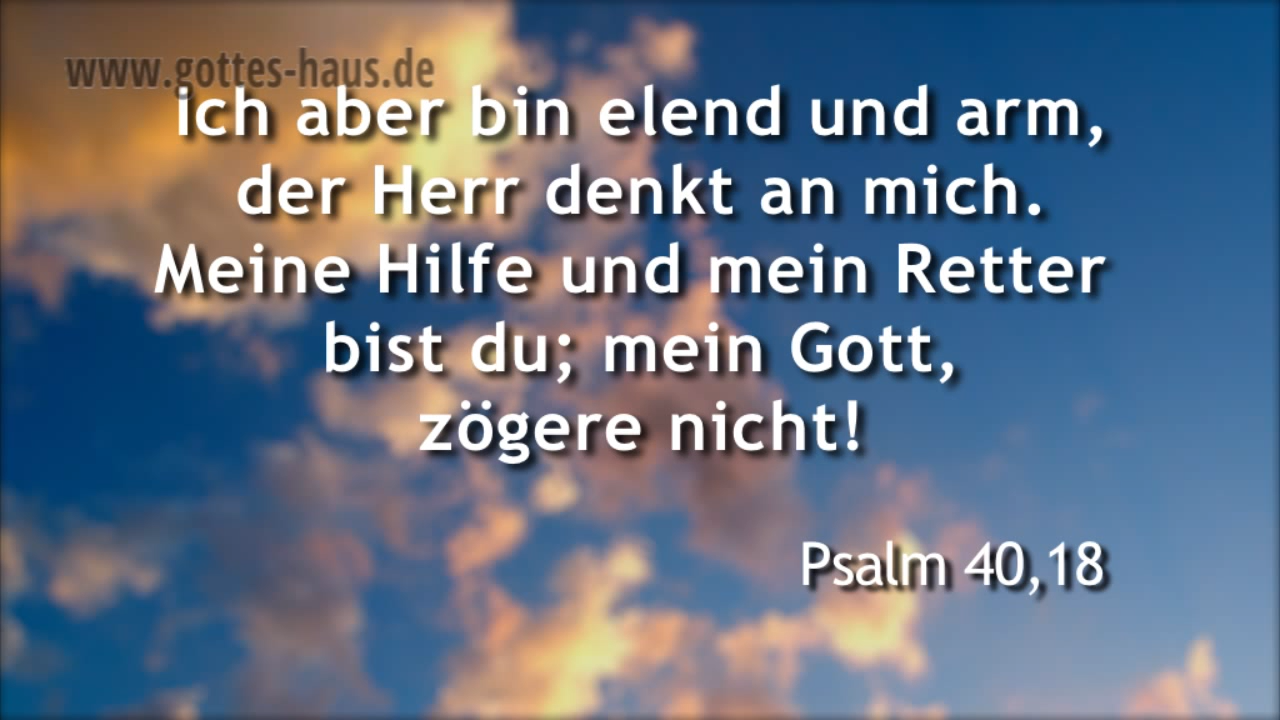 www.gottes-haus.de
Ich aber bin elend und arm,
der Herr denkt an mich.
Meine Hilfe und mein Retter
bist du; mein Gott,
zögere nicht!
Psalm 40,18